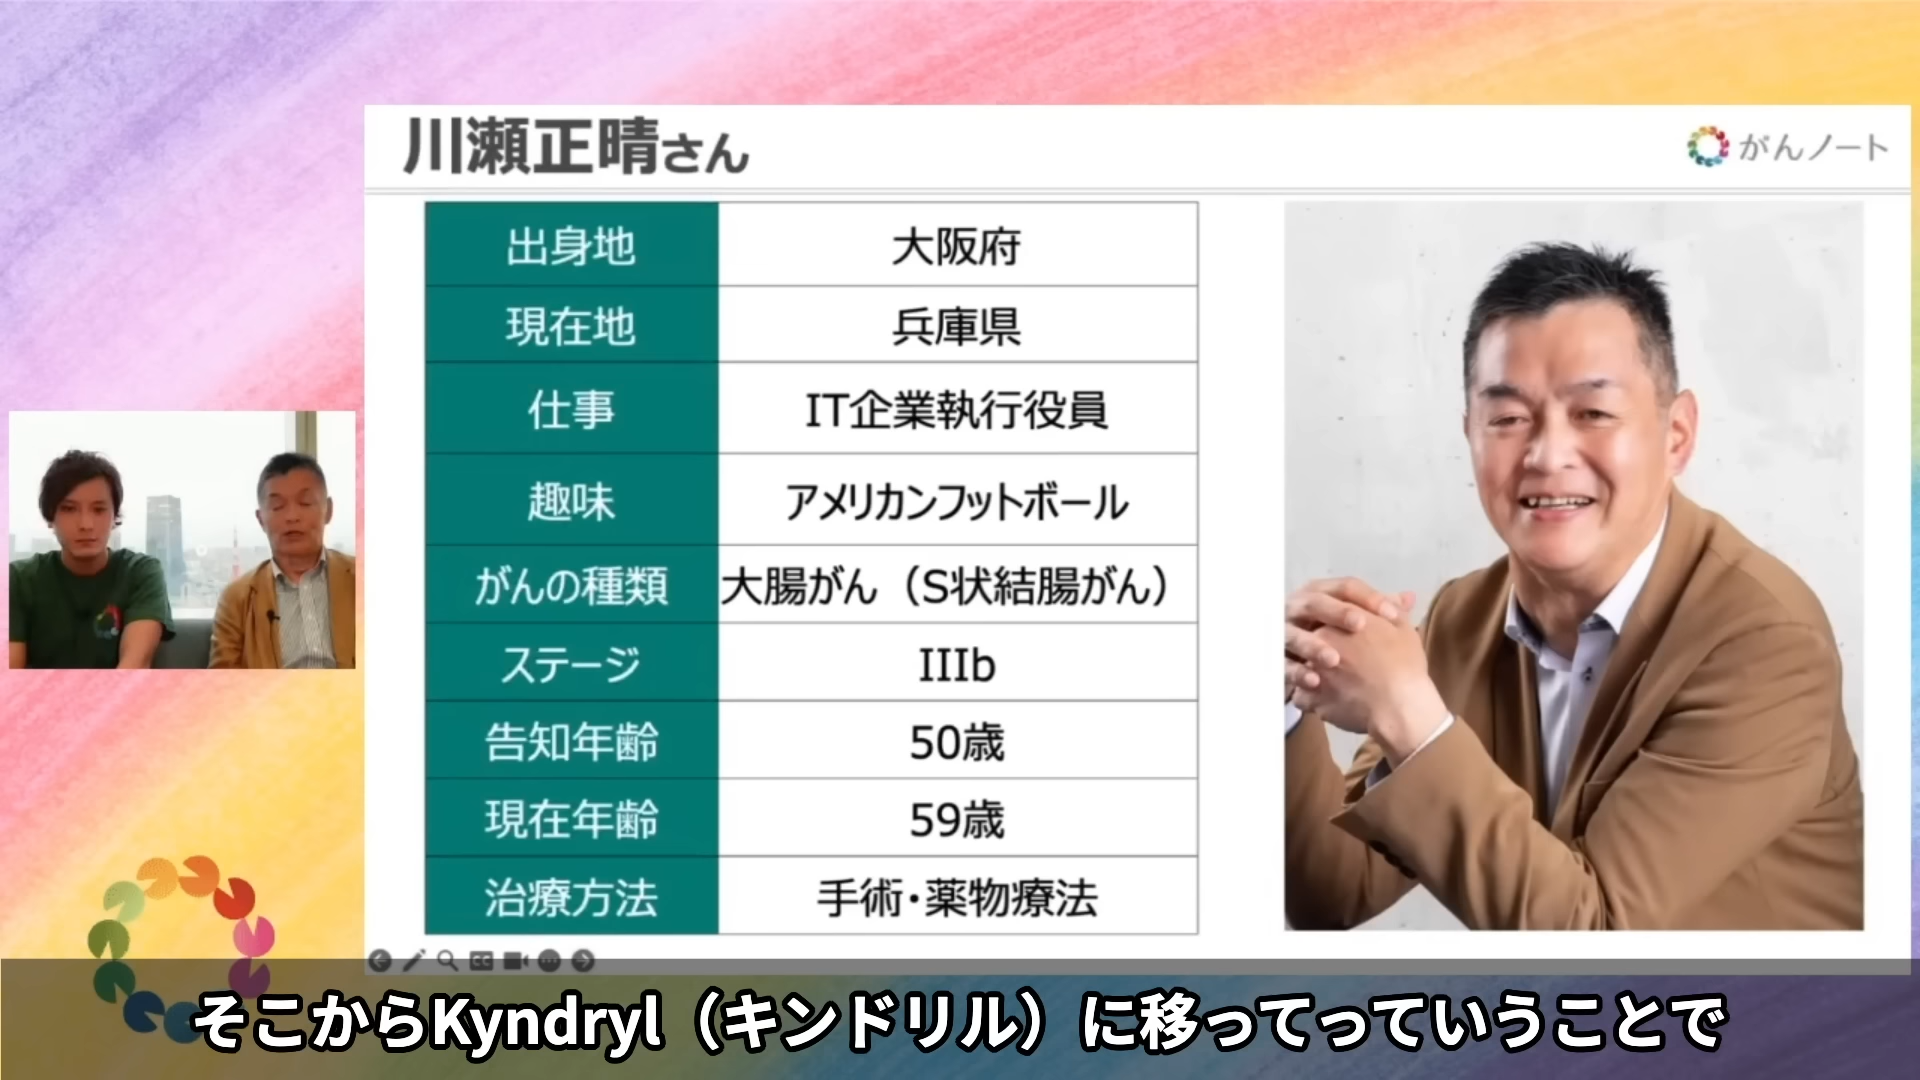 川瀬正晴さん
がんノート
出身地 大阪府
現在地 兵庫県
仕事 IT企業執行役員
趣味 アメリカンフットボール
がんの種類 大腸がん（S状結腸がん）
ステージ IIIb
告知年齢 50歳
現在年齢 59歳
治療方法 手術・薬物療法
CC
そこからKyndryl（キンドリル）に移ってっていうことで